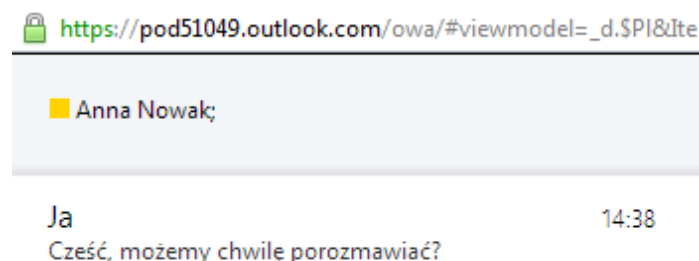 https://pod51049.outlook.com/owa/#viewmodel=_d.$PI&Ite
Anna Nowak;
Ja 14:38
Cześć, możemy chwilę porozmawiać?